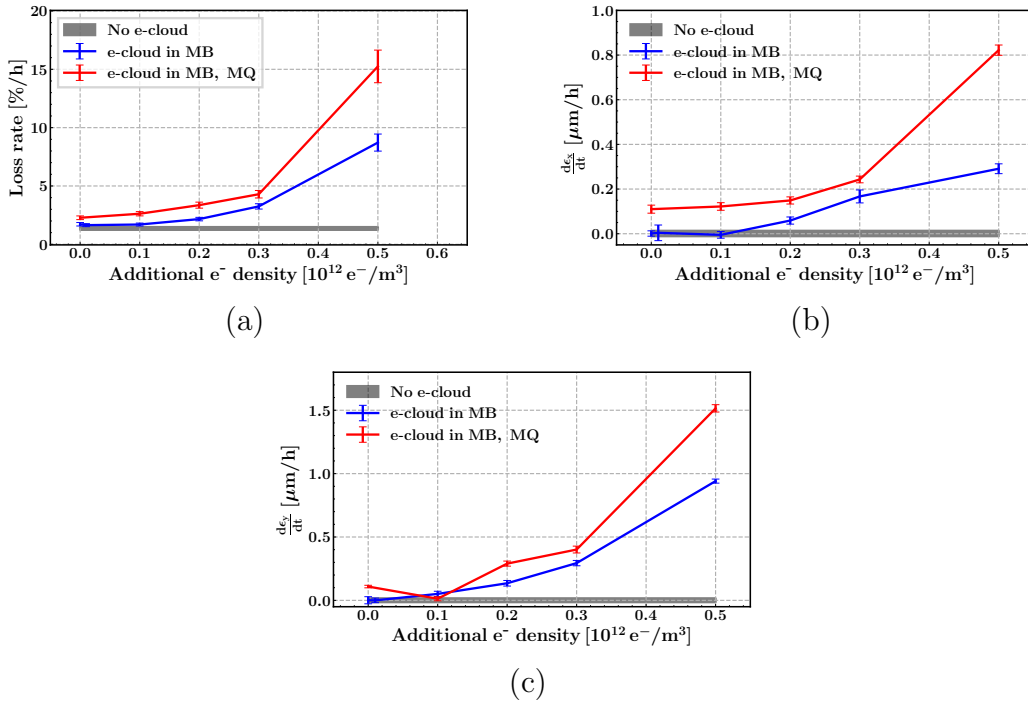 20
15
10
5
0
Loss rate [%/h]
No e-cloud
e-cloud in MB
e-cloud in MB, MQ
0.0 0.1 0.2 0.3 0.4 0.5 0.6
Additional e⁻ density [10¹² e⁻/m³]
(a)
1.0
0.8
0.6
0.4
0.2
0.0
dϵₓ/dt [μm/h]
No e-cloud
e-cloud in MB
e-cloud in MB, MQ
0.0 0.1 0.2 0.3 0.4 0.5
Additional e⁻ density [10¹² e⁻/m³]
(b)
1.5
1.0
0.5
0.0
dϵᵧ/dt [μm/h]
No e-cloud
e-cloud in MB
e-cloud in MB, MQ
0.0 0.1 0.2 0.3 0.4 0.5
Additional e⁻ density [10¹² e⁻/m³]
(c)